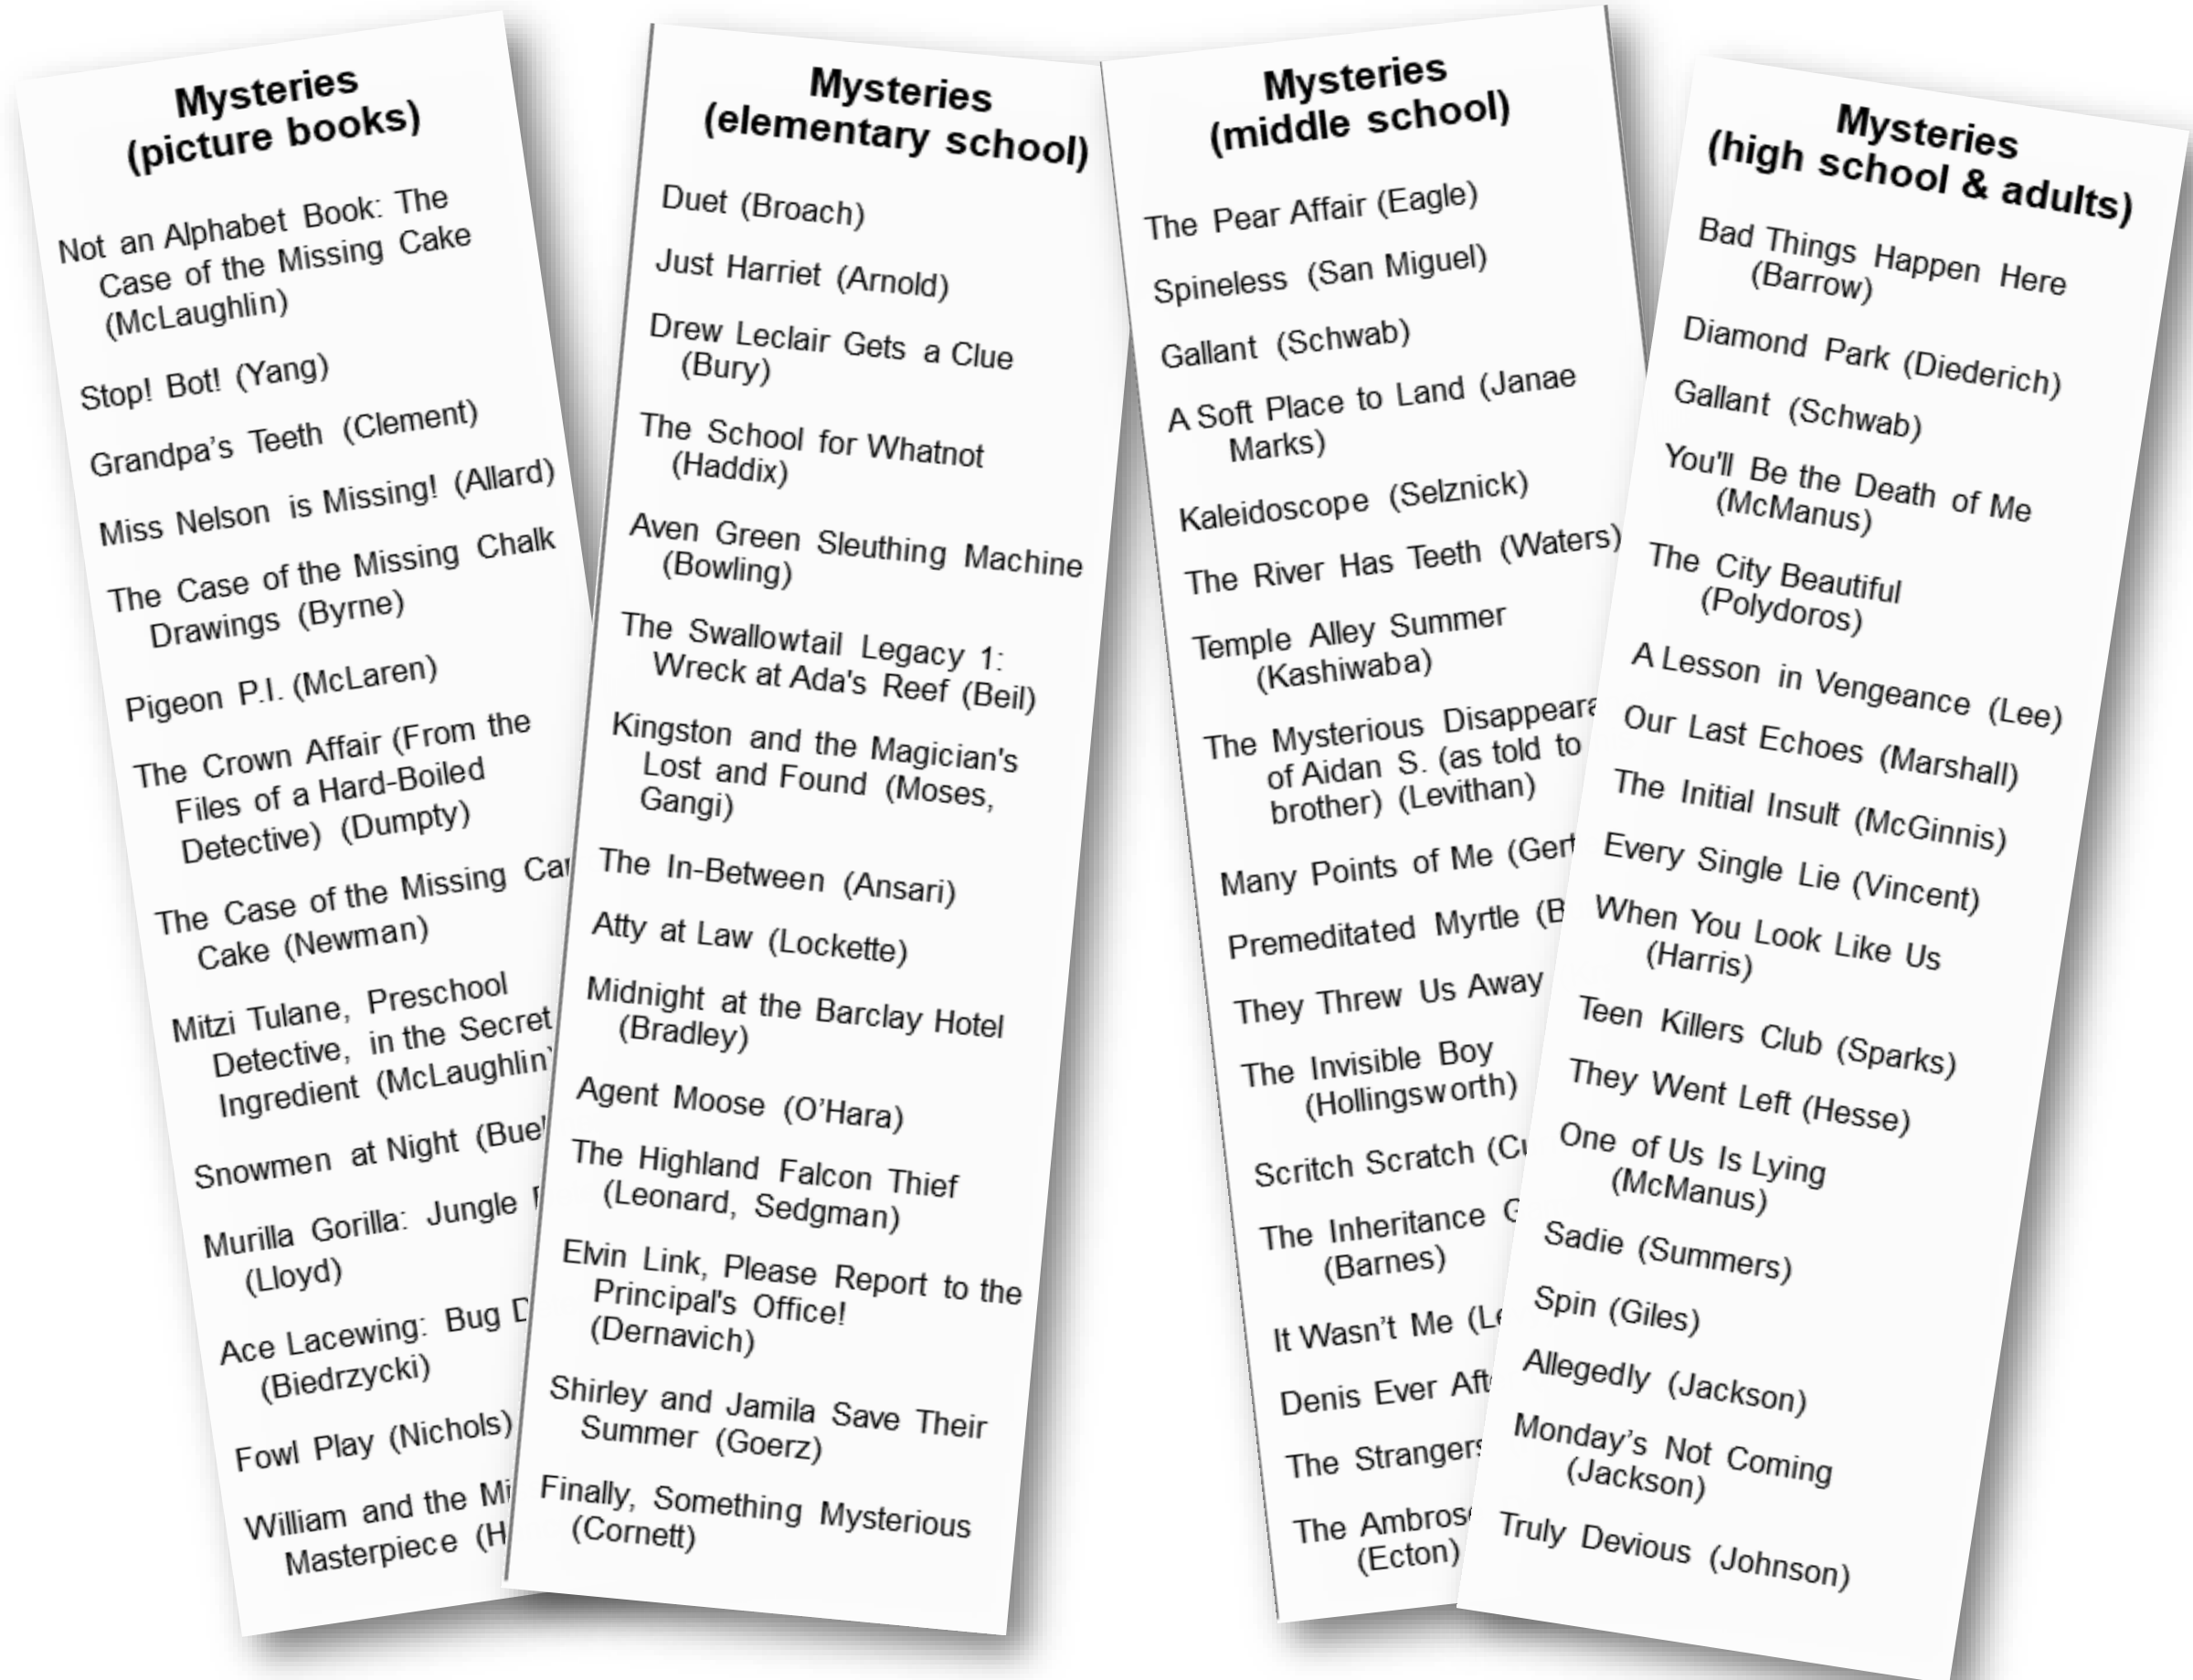 Mysteries
(picture books)
Not an Alphabet Book: The
Case of the Missing Cake
(McLaughlin)
Stop! Bot! (Yang)
Grandpa’s Teeth (Clement)
Miss Nelson is Missing! (Allard)
The Case of the Missing Chalk
Drawings (Byrne)
Pigeon P.I. (McLaren)
The Crown Affair (From the
Files of a Hard-Boiled
Detective) (Dumpty)
The Case of the Missing
Cake (Newman)
Mitzi Tulane, Preschool
Detective, in the Secret
Ingredient (McLaughlin)
Snowmen at Night
Murilla Gorilla: Jungle
(Lloyd)
Ace Lacewing: Bug
(Biedrzycki)
Fowl Play (Nichols)
William and the
Masterpiece
Mysteries
(elementary school)
Duet (Broach)
Just Harriet (Arnold)
Drew Leclair Gets a Clue
(Bury)
The School for Whatnot
(Haddix)
Aven Green Sleuthing Machine
(Bowling)
The Swallowtail Legacy 1:
Wreck at Ada's Reef (Beil)
Kingston and the Magician's
Lost and Found (Moses,
Gangi)
The In-Between (Ansari)
Atty at Law (Lockette)
Midnight at the Barclay Hotel
(Bradley)
Agent Moose (O’Hara)
The Highland Falcon Thief
(Leonard, Sedgman)
Elvin Link, Please Report to the
Principal's Office!
(Dernavich)
Shirley and Jamila Save Their
Summer (Goerz)
Finally, Something Mysterious
(Cornett)
Mysteries
(middle school)
The Pear Affair (Eagle)
Spineless (San Miguel)
Gallant (Schwab)
A Soft Place to Land (Janae
Marks)
Kaleidoscope (Selznick)
The River Has Teeth (Waters)
Temple Alley Summer
(Kashiwaba)
The Mysterious
of Aidan S. (as told to
brother) (Levithan)
Many Points of Me
Premeditated Myrtle
They Threw Us Away
The Invisible Boy
(Hollingsworth)
Scritch Scratch
The Inheritance
(Barnes)
It Wasn’t Me
Denis Ever
The Strangers
The
(Ecton)
Mysteries
(high school & adults)
Bad Things Happen Here
(Barrow)
Diamond Park (Diederich)
Gallant (Schwab)
You'll Be the Death of Me
(McManus)
The City Beautiful
(Polydoros)
A Lesson in Vengeance (Lee)
Our Last Echoes (Marshall)
The Initial Insult (McGinnis)
Every Single Lie (Vincent)
When You Look Like Us
(Harris)
Teen Killers Club (Sparks)
They Went Left (Hesse)
One of Us Is Lying
(McManus)
Sadie (Summers)
Spin (Giles)
Allegedly (Jackson)
Monday’s Not Coming
(Jackson)
Truly Devious (Johnson)